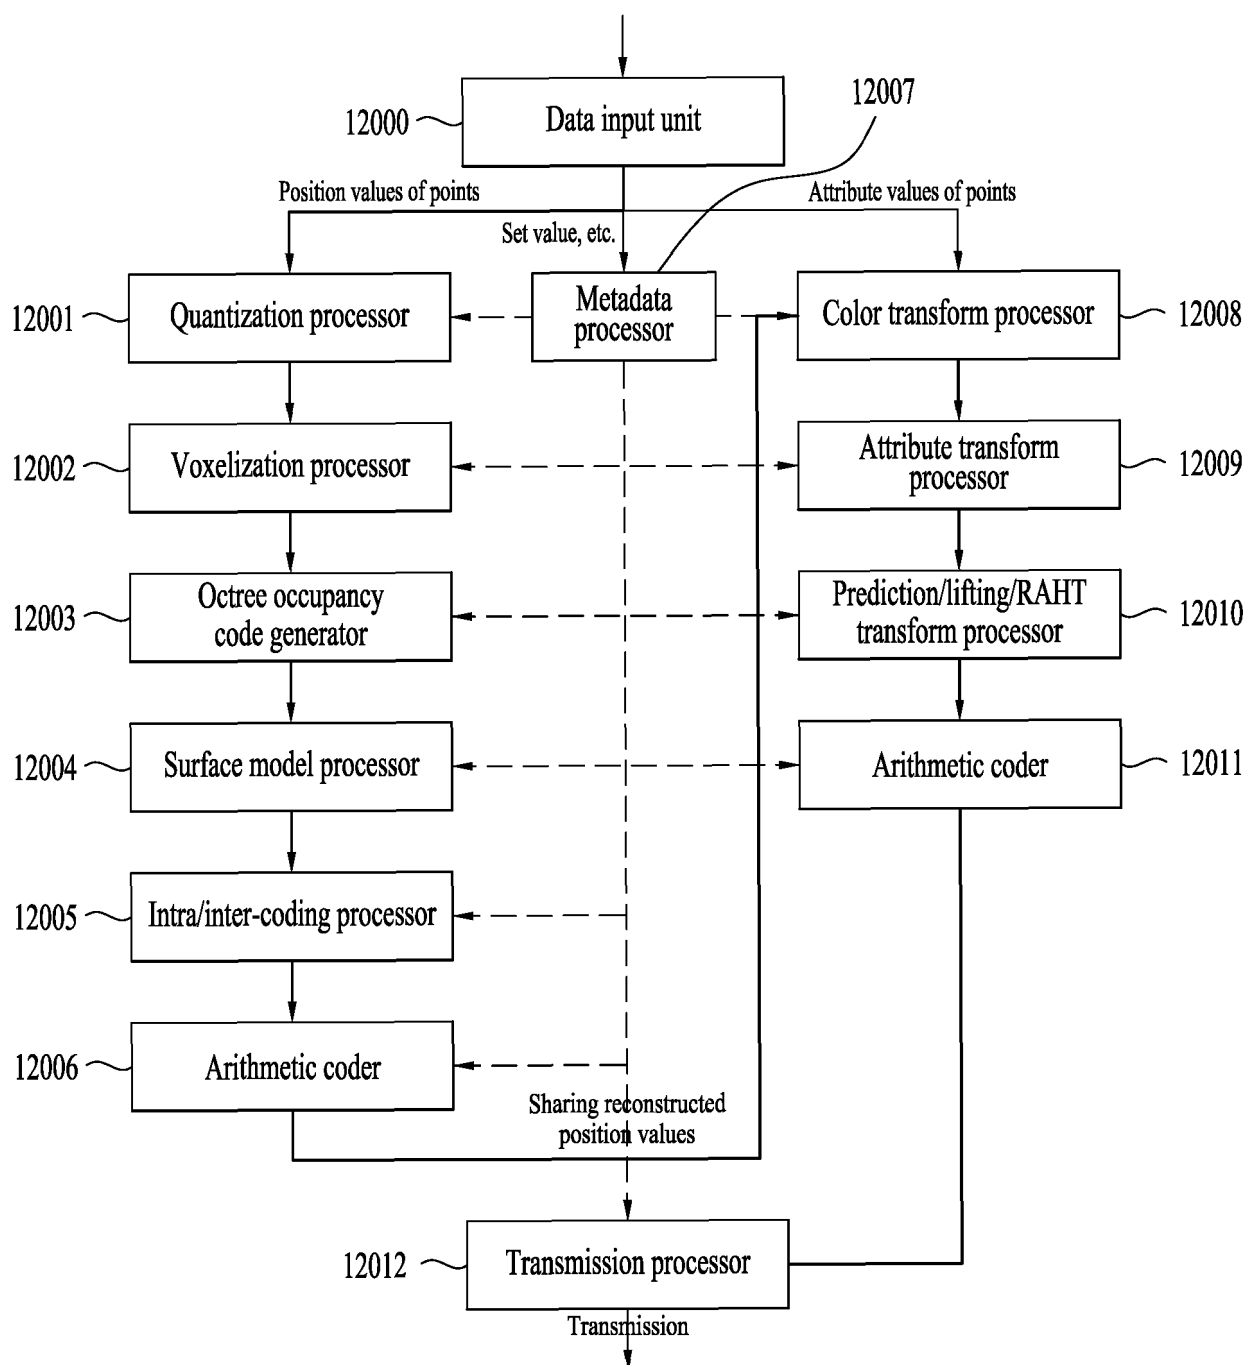 12007
12000
Data input unit
Position values of points
Attribute values of points
Set value, etc.
12001
Quantization processor
Metadata
processor
Color transform processor
12008
12002
Voxelization processor
Attribute transform
processor
12009
12003
Octree occupancy
code generator
Prediction/lifting/RAHT
transform processor
12010
12004
Surface model processor
Arithmetic coder
12011
12005
Intra/inter-coding processor
12006
Arithmetic coder
Sharing reconstructed
position values
12012
Transmission processor
Transmission